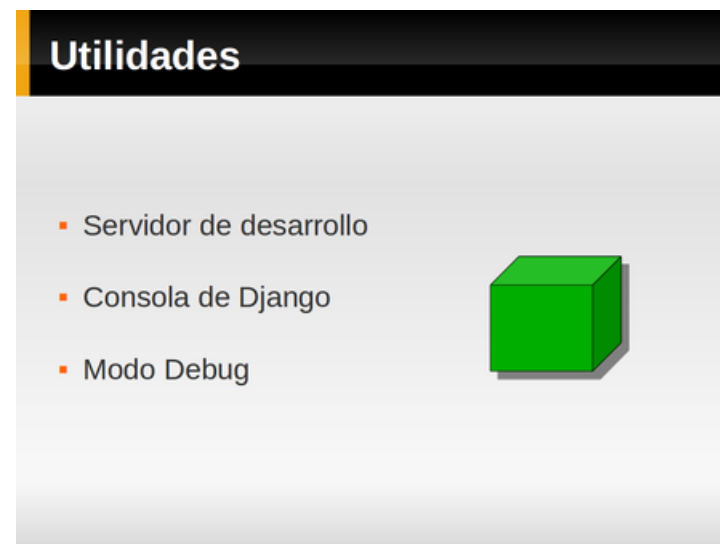 Utilidades
Servidor de desarrollo
Consola de Django
Modo Debug